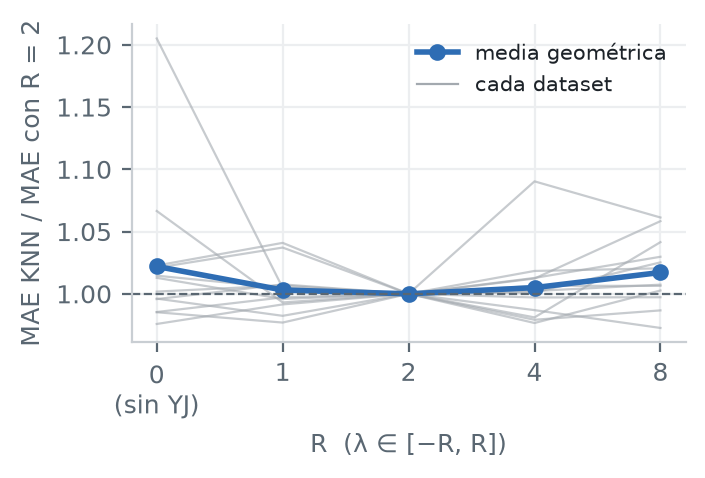 MAE KNN / MAE con R = 2
1.20
1.15
1.10
1.05
1.00
media geométrica
cada dataset
0 1 2 4 8
(sin YJ)
R (λ ∈ [−R, R])